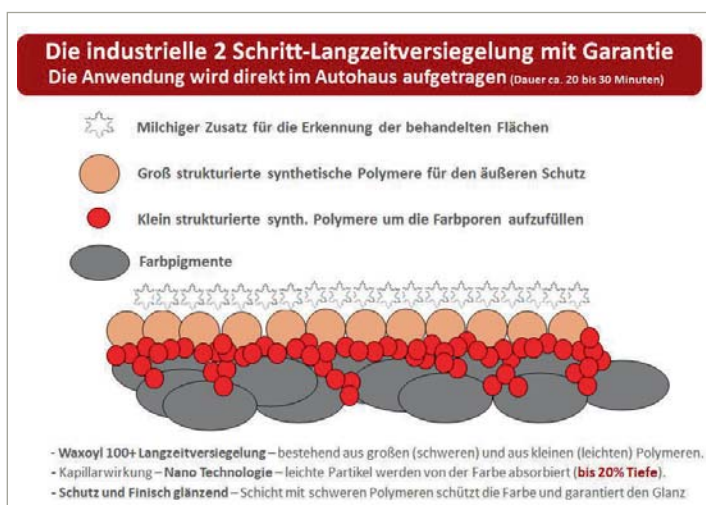 Die industrielle 2 Schritt-Langzeitversiegelung mit Garantie
Die Anwendung wird direkt im Autohaus aufgetragen (Dauer ca. 20 bis 30 Minuten)
Milchiger Zusatz für die Erkennung der behandelten Flächen
Groß strukturierte synthetische Polymere für den äußeren Schutz
Klein strukturierte synth. Polymere um die Farbporen aufzufüllen
Farbpigmente
- Waxoyl 100+ Langzeitversiegelung – bestehend aus großen (schweren) und aus kleinen (leichten) Polymeren.
- Kapillarwirkung – Nano Technologie – leichte Partikel werden von der Farbe absorbiert (bis 20% Tiefe).
- Schutz und Finisch glänzend – Schicht mit schweren Polymeren schützt die Farbe und garantiert den Glanz